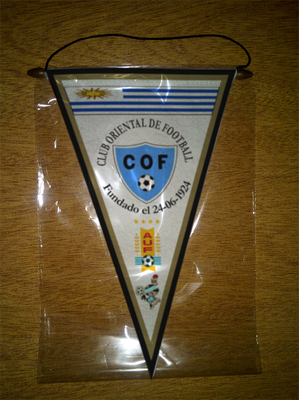 CLUB ORIENTAL DE FOOTBALL
COF
Fundado el 24-06-1924
AUF